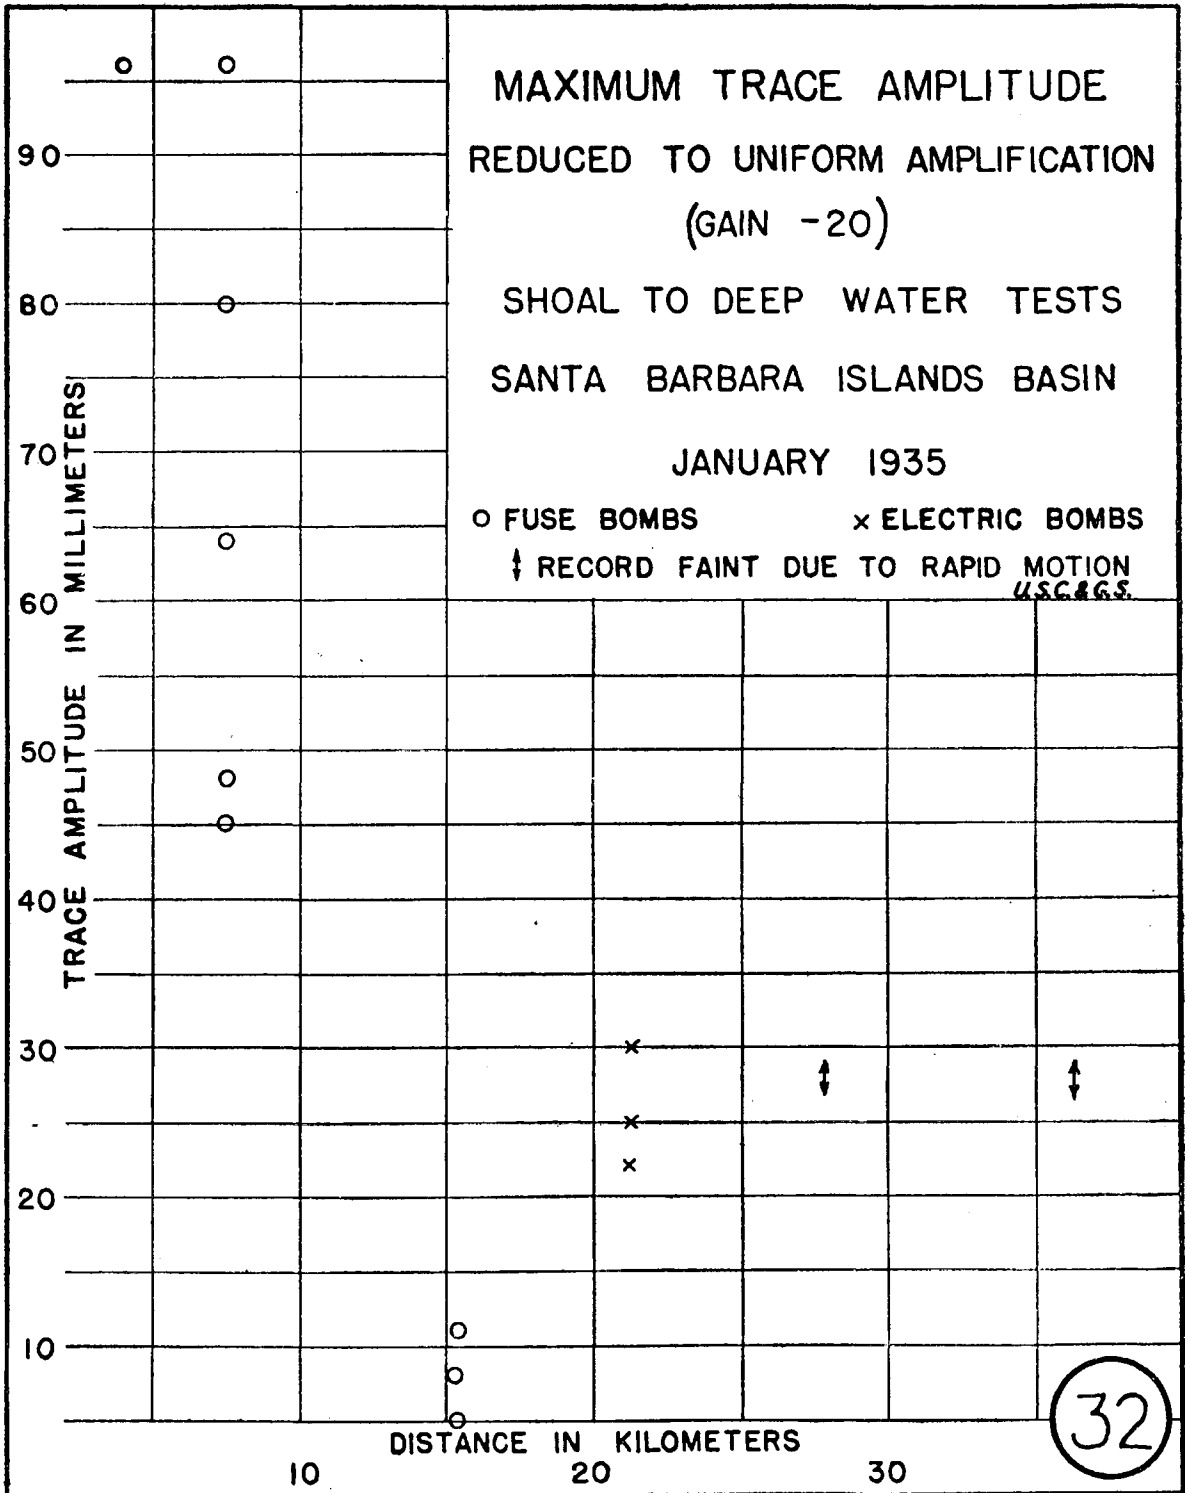 MAXIMUM TRACE AMPLITUDE
REDUCED TO UNIFORM AMPLIFICATION
(GAIN -20)
SHOAL TO DEEP WATER TESTS
SANTA BARBARA ISLANDS BASIN
JANUARY 1935
O FUSE BOMBS × ELECTRIC BOMBS
↕ RECORD FAINT DUE TO RAPID MOTION
U.S.C.&G.S.
TRACE AMPLITUDE IN MILLIMETERS
90
80
70
60
50
40
30
20
10
DISTANCE IN KILOMETERS
10 20 30
32